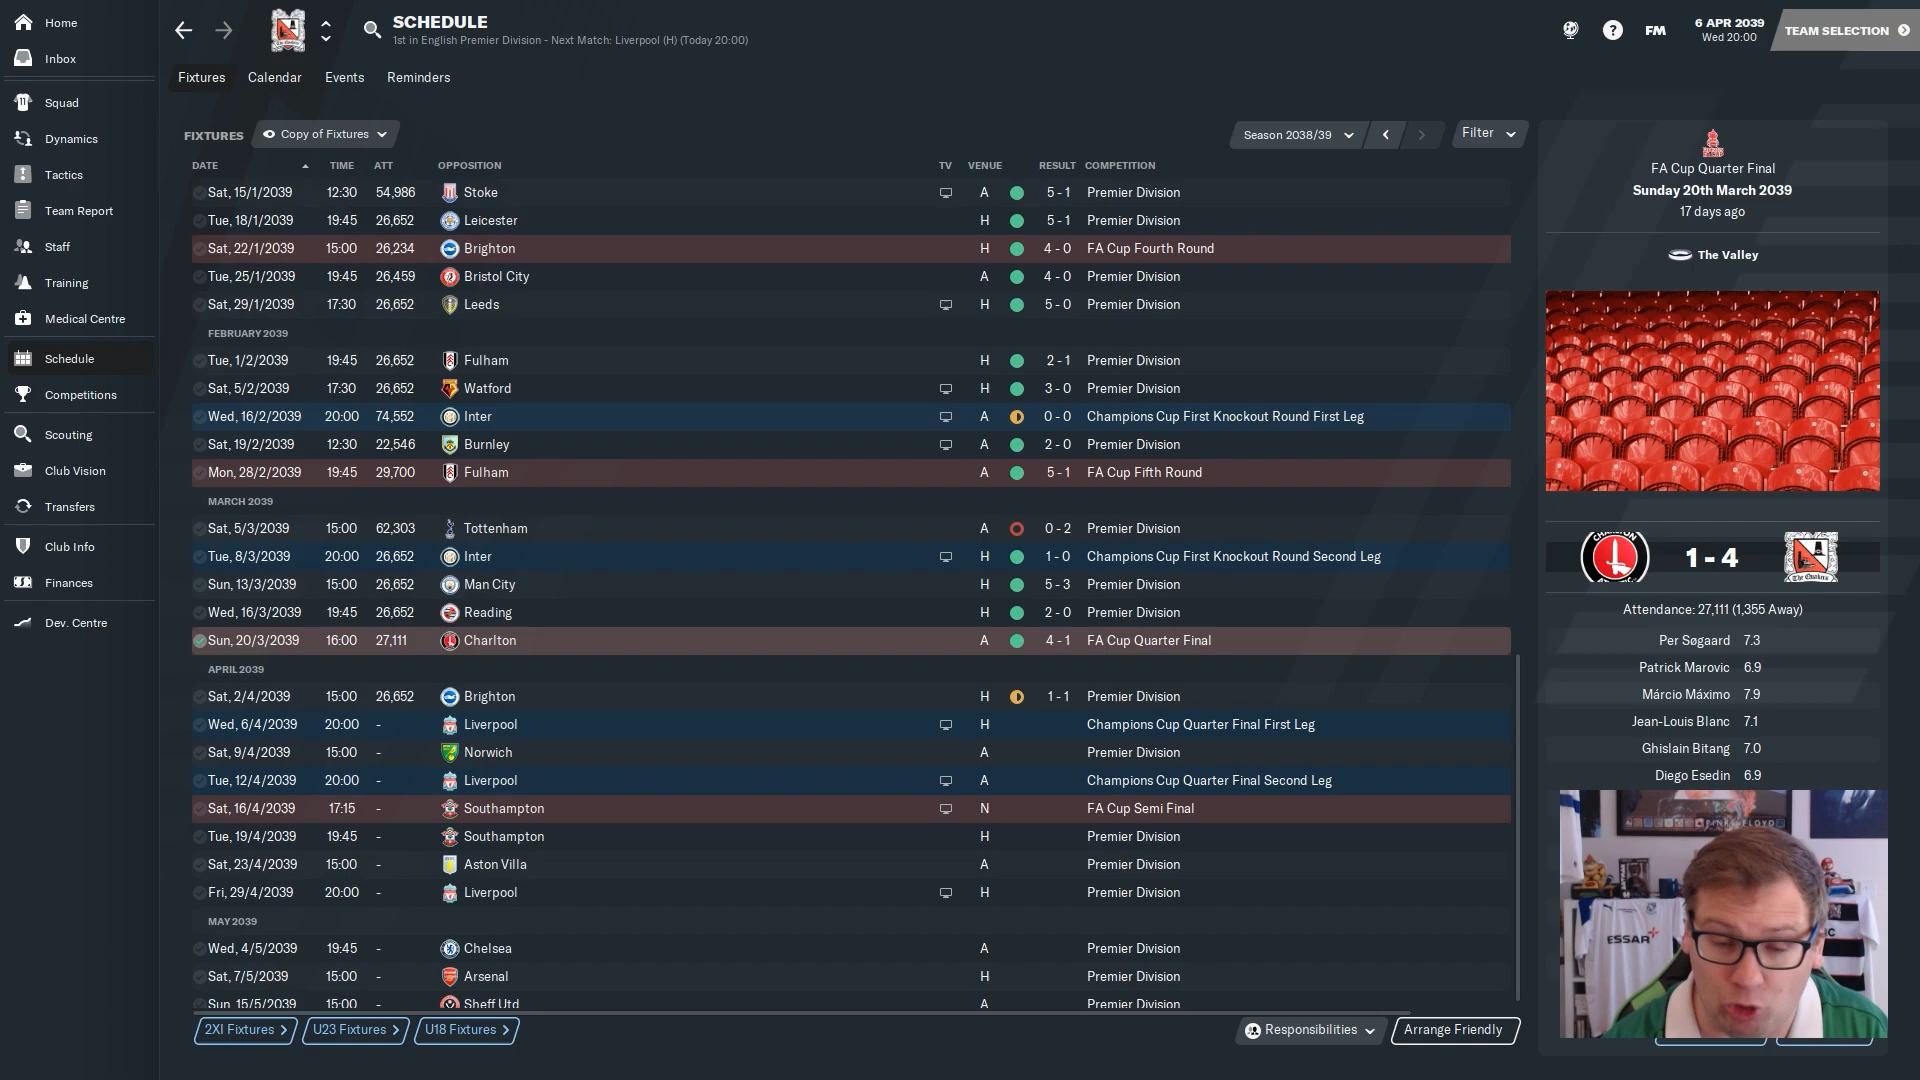 Home
Inbox
Squad
Dynamics
Tactics
Team Report
Staff
Training
Medical Centre
Schedule
Competitions
Scouting
Club Vision
Transfers
Club Info
Finances
Dev. Centre
SCHEDULE
1st in English Premier Division - Next Match: Liverpool (H) (Today 20:00)
FM
6 APR 2039
Wed 20:00
TEAM SELECTION
Fixtures Calendar Events Reminders
FIXTURES Copy of Fixtures Season 2038/39 Filter
DATE TIME ATT OPPOSITION TV VENUE RESULT COMPETITION
Sat, 15/1/2039 12:30 54,986 Stoke A 5 - 1 Premier Division
Tue, 18/1/2039 19:45 26,652 Leicester H 5 - 1 Premier Division
Sat, 22/1/2039 15:00 26,234 Brighton H 4 - 0 FA Cup Fourth Round
Tue, 25/1/2039 19:45 26,459 Bristol City A 4 - 0 Premier Division
Sat, 29/1/2039 17:30 26,652 Leeds H 5 - 0 Premier Division
FEBRUARY 2039
Tue, 1/2/2039 19:45 26,652 Fulham H 2 - 1 Premier Division
Sat, 5/2/2039 17:30 26,652 Watford H 3 - 0 Premier Division
Wed, 16/2/2039 20:00 74,552 Inter A 0 - 0 Champions Cup First Knockout Round First Leg
Sat, 19/2/2039 12:30 22,546 Burnley A 2 - 0 Premier Division
Mon, 28/2/2039 19:45 29,700 Fulham A 5 - 1 FA Cup Fifth Round
MARCH 2039
Sat, 5/3/2039 15:00 62,303 Tottenham A 0 - 2 Premier Division
Tue, 8/3/2039 20:00 26,652 Inter H 1 - 0 Champions Cup First Knockout Round Second Leg
Sun, 13/3/2039 15:00 26,652 Man City H 5 - 3 Premier Division
Wed, 16/3/2039 19:45 26,652 Reading H 2 - 0 Premier Division
Sun, 20/3/2039 16:00 27,111 Charlton A 4 - 1 FA Cup Quarter Final
APRIL 2039
Sat, 2/4/2039 15:00 26,652 Brighton H 1 - 1 Premier Division
Wed, 6/4/2039 20:00 - Liverpool H Champions Cup Quarter Final First Leg
Sat, 9/4/2039 15:00 - Norwich A Premier Division
Tue, 12/4/2039 20:00 - Liverpool A Champions Cup Quarter Final Second Leg
Sat, 16/4/2039 17:15 - Southampton N FA Cup Semi Final
Tue, 19/4/2039 19:45 - Southampton H Premier Division
Sat, 23/4/2039 15:00 - Aston Villa A Premier Division
Fri, 29/4/2039 20:00 - Liverpool H Premier Division
MAY 2039
Wed, 4/5/2039 19:45 - Chelsea A Premier Division
Sat, 7/5/2039 15:00 - Arsenal H Premier Division
Sun, 15/5/2039 15:00 - Sheff Utd A Premier Division
2XI Fixtures U23 Fixtures U18 Fixtures Responsibilities Arrange Friendly
FA Cup Quarter Final
Sunday 20th March 2039
17 days ago
The Valley
1 - 4
The Quakers
Attendance: 27,111 (1,355 Away)
Per Søgaard 7.3
Patrick Marovic 6.9
Márcio Máximo 7.9
Jean-Louis Blanc 7.1
Ghislain Bitang 7.0
Diego Esedin 6.9
PINK FLOYD
ESSAR